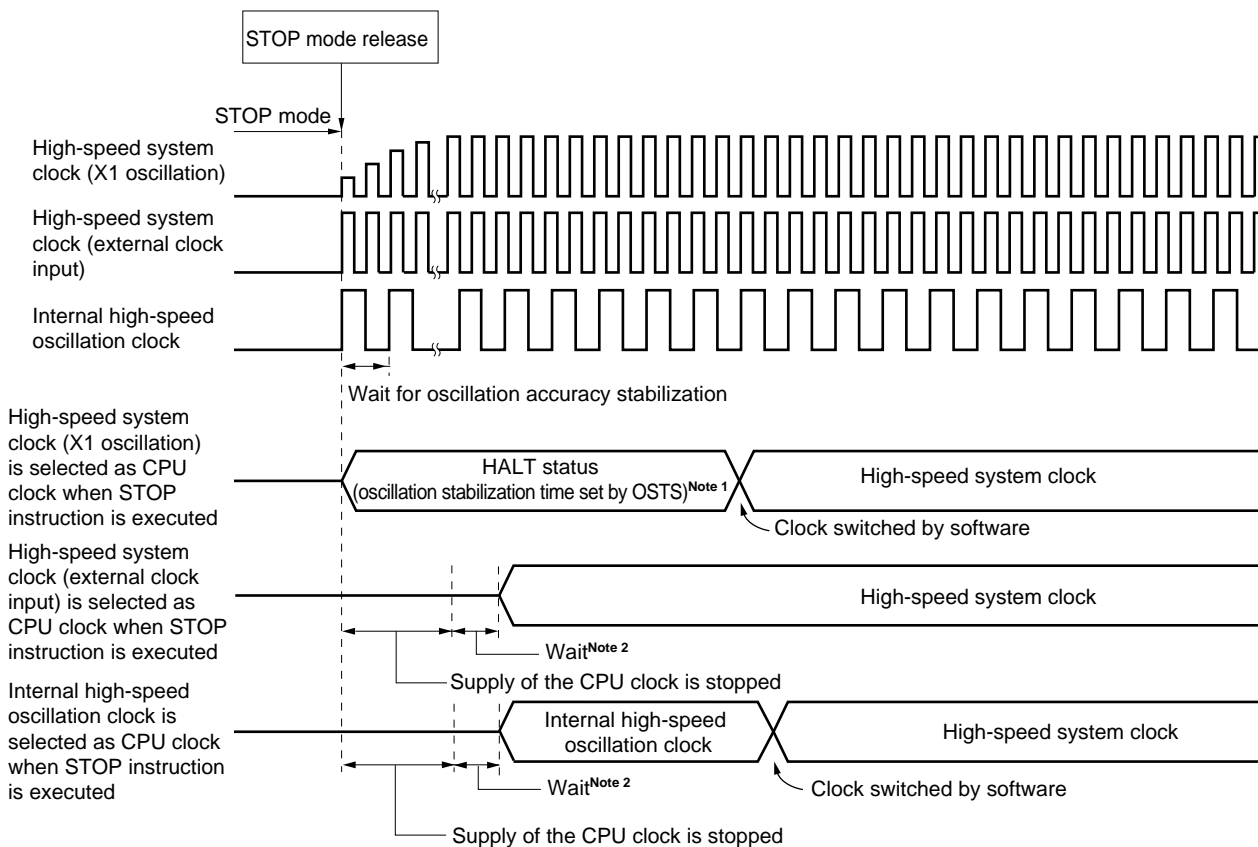 STOP mode release
STOP mode
High-speed system
clock (X1 oscillation)
High-speed system
clock (external clock
input)
Internal high-speed
oscillation clock
Wait for oscillation accuracy stabilization
High-speed system
clock (X1 oscillation)
is selected as CPU
clock when STOP
instruction is executed
HALT status
(oscillation stabilization time set by OSTS)Note 1
High-speed system clock
Clock switched by software
High-speed system
clock (external clock
input) is selected as
CPU clock when STOP
instruction is executed
High-speed system clock
WaitNote 2
Supply of the CPU clock is stopped
Internal high-speed
oscillation clock is
selected as CPU clock
when STOP instruction
is executed
Internal high-speed
oscillation clock
High-speed system clock
WaitNote 2
Clock switched by software
Supply of the CPU clock is stopped